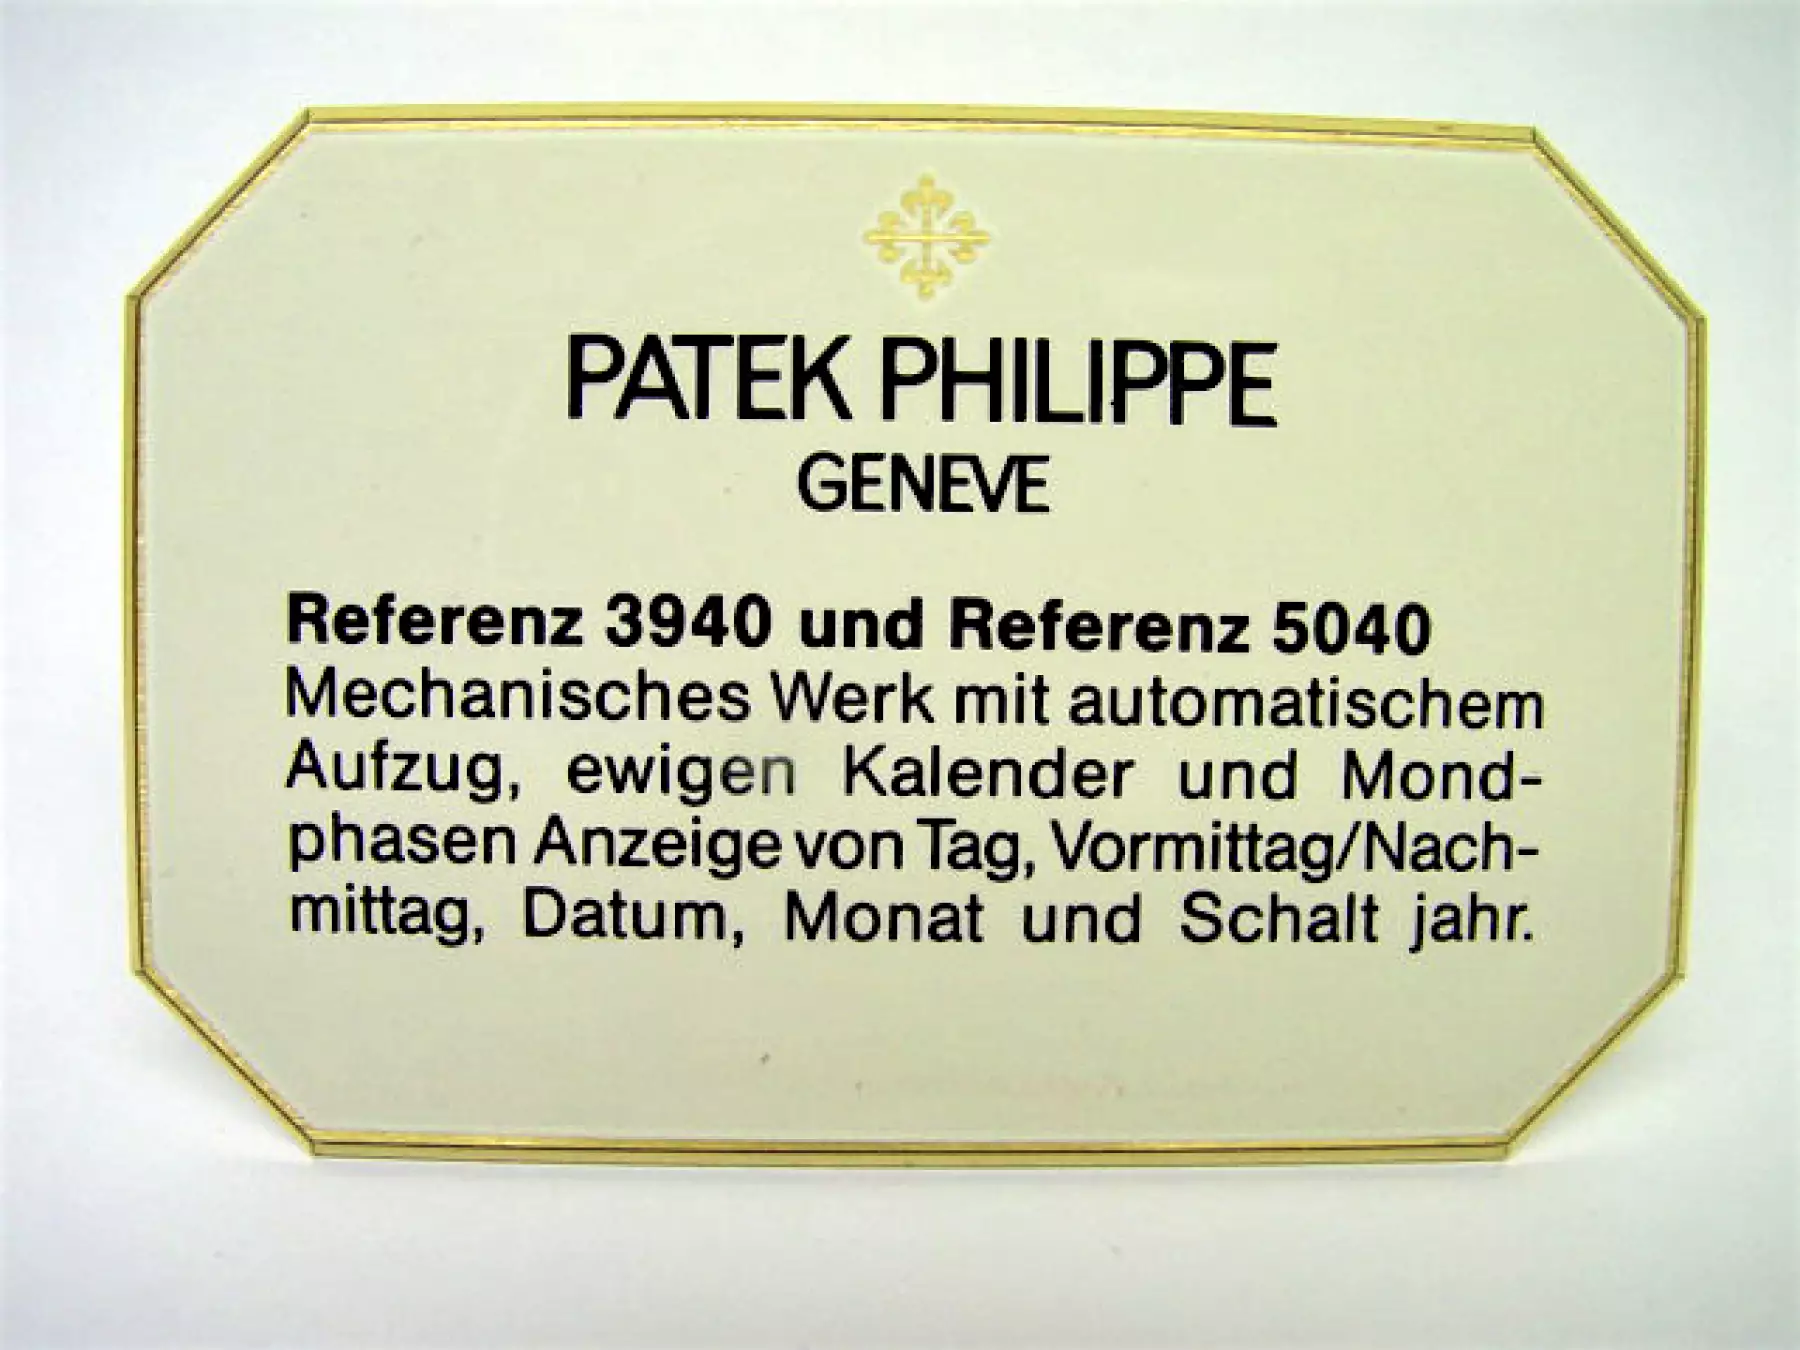 PATEK PHILIPPE
GENEVE
Referenz 3940 und Referenz 5040
Mechanisches Werk mit automatischem
Aufzug, ewigen Kalender und Mond-
phasen Anzeige von Tag, Vormittag/Nach-
mittag, Datum, Monat und Schalt jahr.